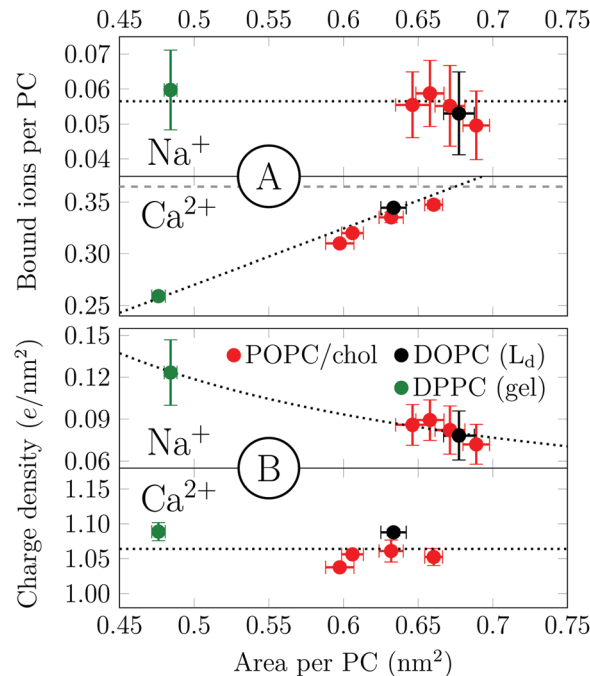 0.45 0.5 0.55 0.6 0.65 0.7 0.75
Bound ions per PC
0.07
0.06
0.05
0.04
Na⁺
A
0.35
0.30
0.25
Ca²⁺
Charge density (e/nm²)
0.15
0.12
0.09
0.06
POPC/chol
DOPC (L_d)
DPPC (gel)
Na⁺
B
1.15
1.10
1.05
1.00
Ca²⁺
0.45 0.5 0.55 0.6 0.65 0.7 0.75
Area per PC (nm²)